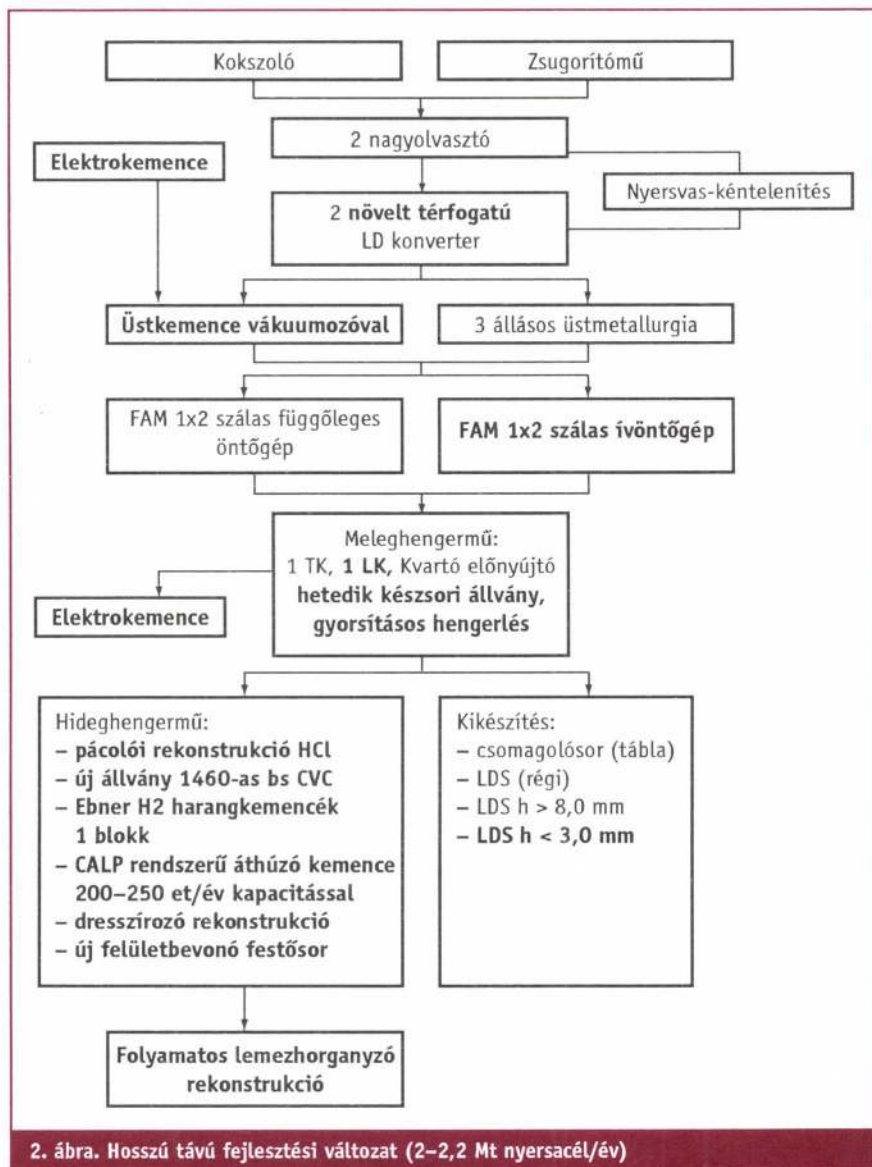 Kokszoló
Zsugorítómű
2 nagyolvasztó
Elektrokemence
Nyersvas-kéntelenítés
2 növelt térfogatú
LD konverter
Üstkemence vákuumozóval
3 állásos üstmetallurgia
FAM 1x2 szálas függőleges
öntőgép
FAM 1x2 szálas ívöntőgép
Meleghengermű:
1 TK, 1 LK, Kvartó előnyújtó
hetedik készsori állvány,
gyorsításos hengerlés
Elektrokemence
Hideghengermű:
– pácolói rekonstrukció HCl
– új állvány 1460-as bs CVC
– Ebner H2 harangkemencék
1 blokk
– CALP rendszerű áthúzó kemence
200–250 et/év kapacitással
– dresszírozó rekonstrukció
– új felületbevonó festősor
Kikészítés:
– csomagolósor (tábla)
– LDS (régi)
– LDS h > 8,0 mm
– LDS h < 3,0 mm
Folyamatos lemezhorganyzó
rekonstrukció
2. ábra. Hosszú távú fejlesztési változat (2–2,2 Mt nyersacél/év)